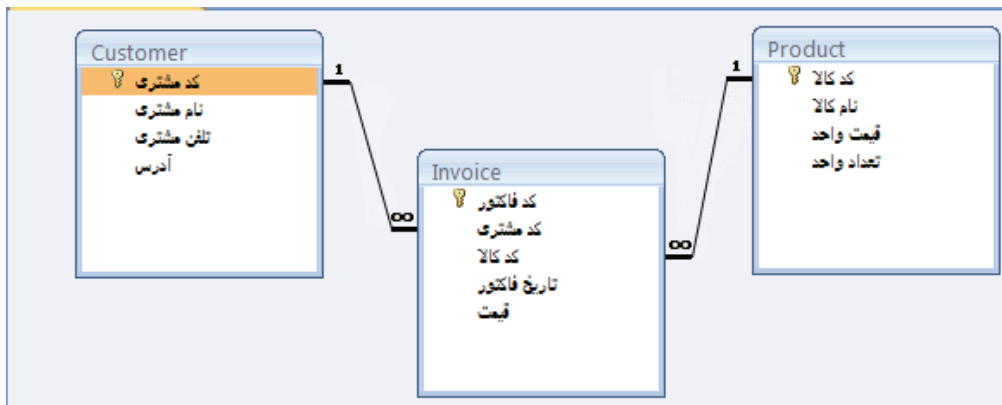 Customer
کد مشتری
نام مشتری
تلفن مشتری
آدرس
1
∞
Invoice
کد فاکتور
کد مشتری
کد کالا
تاریخ فاکتور
قیمت
∞
1
Product
کد کالا
نام کالا
قیمت واحد
تعداد واحد